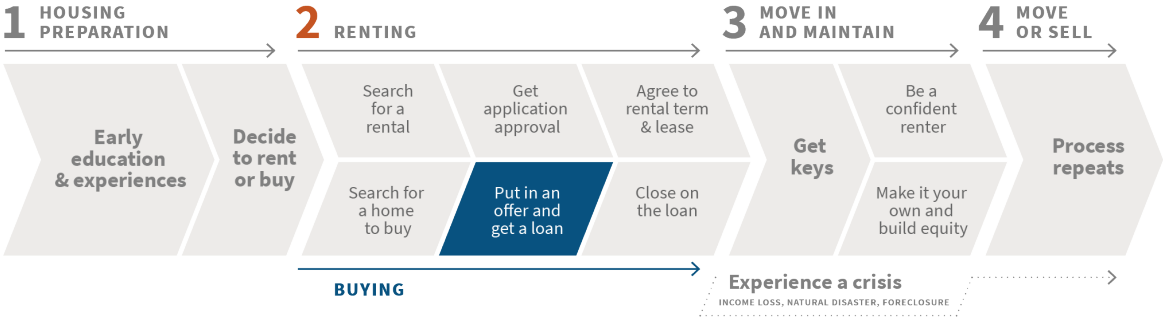 1 HOUSING
PREPARATION
2 RENTING
3 MOVE IN
AND MAINTAIN
4 MOVE
OR SELL
Early
education
& experiences
Decide
to rent
or buy
Search
for a
rental
Get
application
approval
Agree to
rental term
& lease
Search for
a home
to buy
Put in an
offer and
get a loan
Close on
the loan
Get
keys
Be a
confident
renter
Make it your
own and
build equity
Process
repeats
BUYING
Experience a crisis
INCOME LOSS, NATURAL DISASTER, FORECLOSURE